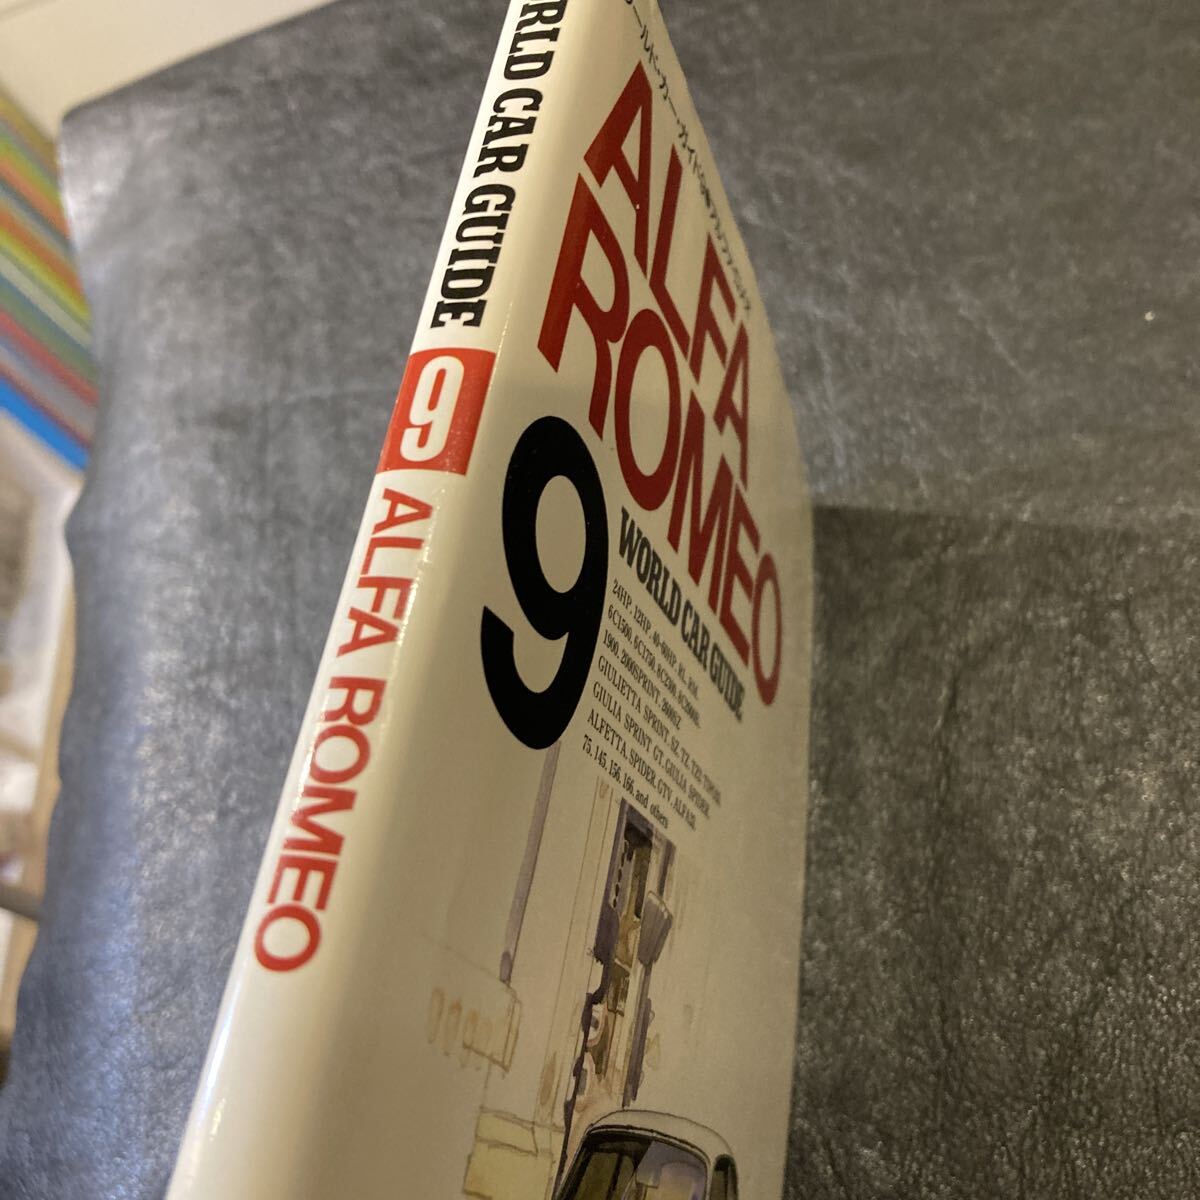 WORLD CAR GUIDE
9
ALFA ROMEO
ワールド・カー・ガイド9 アルファロメオ
ALFA
ROMEO
9
WORLD CAR GUIDE
24HP. 12HP. 40-60HP. RL. RM.
6C1500. 6C1750. 8C2300. 8C2900B.
1900. 2000SPRINT. 2600SZ
GIULIETTA SPRINT. SZ. TZ. TZ2.
GIULIA SPRINT GT. GIULIA SPIDER.
ALFETTA. SPIDER. GTV. ALFA33.
75. 145. 156. 166. and others